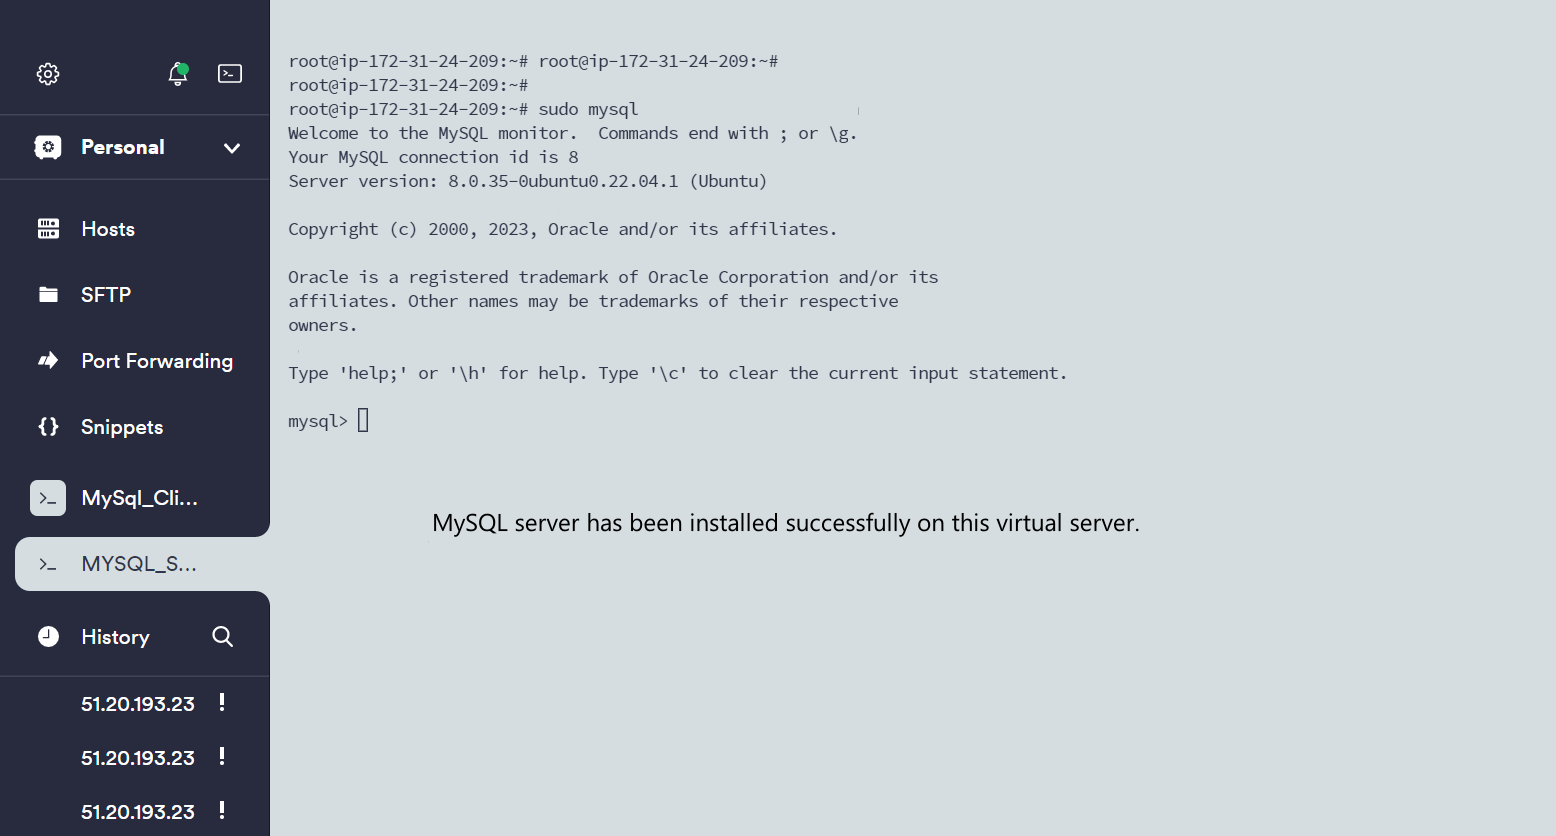 Personal
Hosts
SFTP
Port Forwarding
Snippets
MySql_Cli...
MYSQL_S...
History
51.20.193.23 !
51.20.193.23 !
51.20.193.23 !
root@ip-172-31-24-209:~# root@ip-172-31-24-209:~#
root@ip-172-31-24-209:~#
root@ip-172-31-24-209:~# sudo mysql
Welcome to the MySQL monitor.  Commands end with ; or \g.
Your MySQL connection id is 8
Server version: 8.0.35-0ubuntu0.22.04.1 (Ubuntu)
Copyright (c) 2000, 2023, Oracle and/or its affiliates.
Oracle is a registered trademark of Oracle Corporation and/or its
affiliates. Other names may be trademarks of their respective
owners.
Type 'help;' or '\h' for help. Type '\c' to clear the current input statement.
mysql>
MySQL server has been installed successfully on this virtual server.